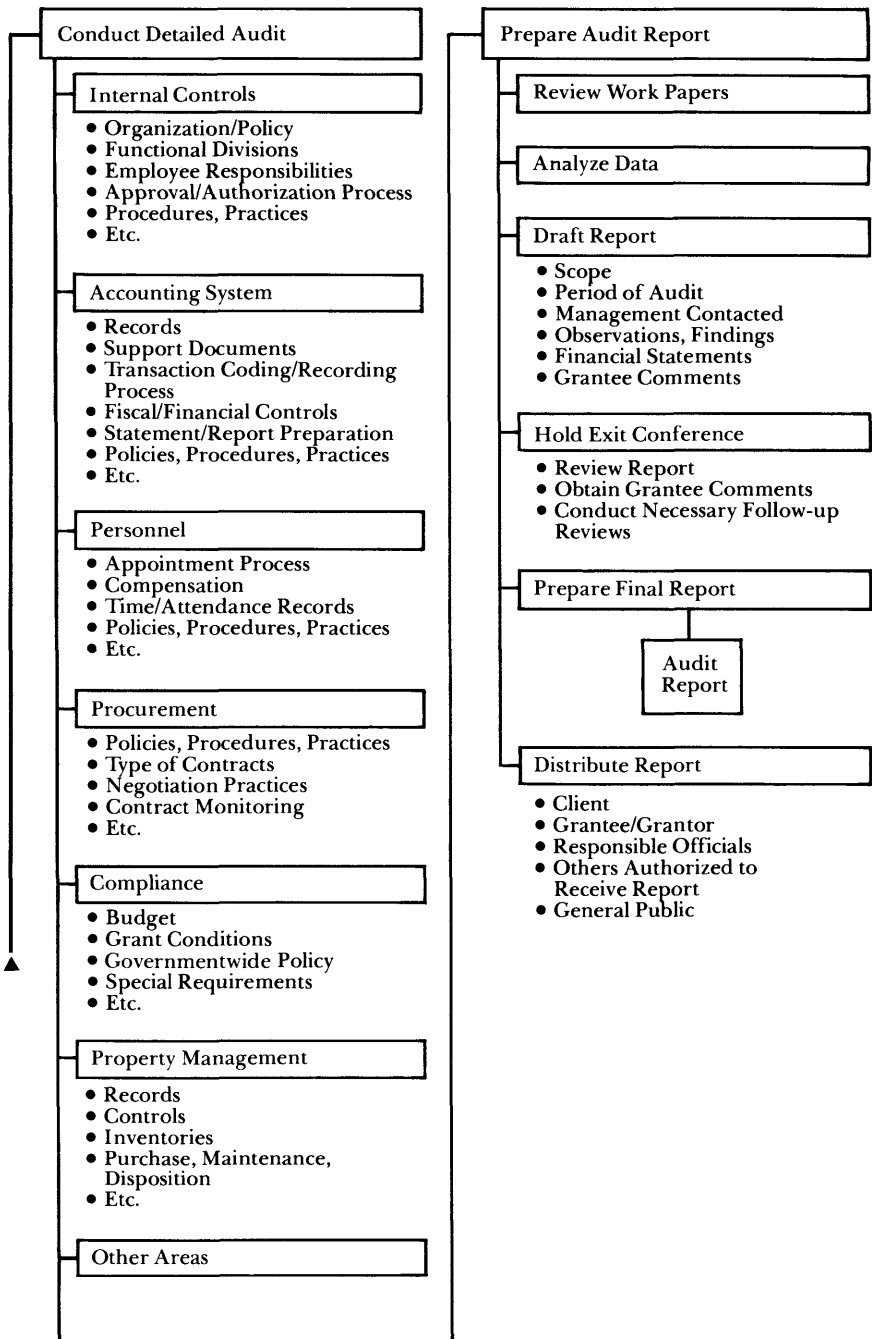 Conduct Detailed Audit
Internal Controls
• Organization/Policy
• Functional Divisions
• Employee Responsibilities
• Approval/Authorization Process
• Procedures, Practices
• Etc.
Accounting System
• Records
• Support Documents
• Transaction Coding/Recording
Process
• Fiscal/Financial Controls
• Statement/Report Preparation
• Policies, Procedures, Practices
• Etc.
Personnel
• Appointment Process
• Compensation
• Time/Attendance Records
• Policies, Procedures, Practices
• Etc.
Procurement
• Policies, Procedures, Practices
• Type of Contracts
• Negotiation Practices
• Contract Monitoring
• Etc.
Compliance
• Budget
• Grant Conditions
• Governmentwide Policy
• Special Requirements
• Etc.
Property Management
• Records
• Controls
• Inventories
• Purchase, Maintenance,
Disposition
• Etc.
Other Areas
Prepare Audit Report
Review Work Papers
Analyze Data
Draft Report
• Scope
• Period of Audit
• Management Contacted
• Observations, Findings
• Financial Statements
• Grantee Comments
Hold Exit Conference
• Review Report
• Obtain Grantee Comments
• Conduct Necessary Follow-up
Reviews
Prepare Final Report
Audit
Report
Distribute Report
• Client
• Grantee/Grantor
• Responsible Officials
• Others Authorized to
Receive Report
• General Public